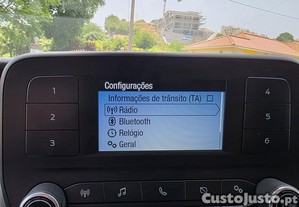 Configurações
Informações de trânsito (TA)
Rádio
Bluetooth
Relógio
Geral
1
2
3
4
5
6
CustoJusto.pt